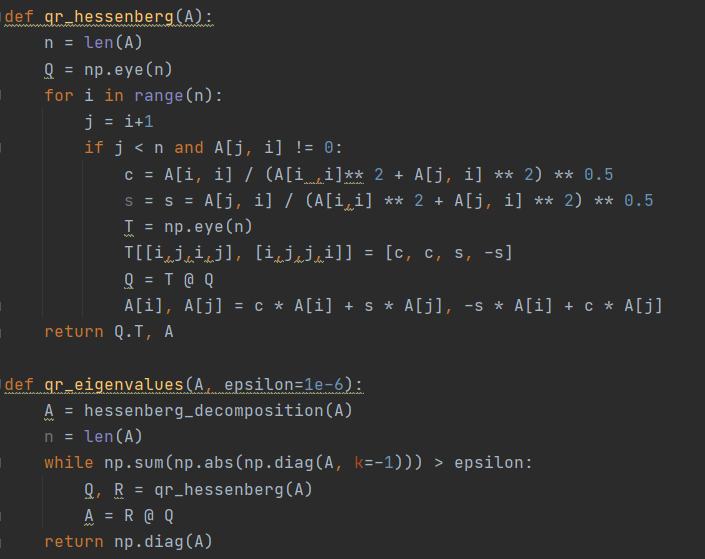 def qr_hessenberg(A):
    n = len(A)
    Q = np.eye(n)
    for i in range(n):
        j = i+1
        if j < n and A[j, i] != 0:
            c = A[i, i] / (A[i ,i]** 2 + A[j, i] ** 2) ** 0.5
            s = s = A[j, i] / (A[i,i] ** 2 + A[j, i] ** 2) ** 0.5
            T = np.eye(n)
            T[[i,j,i,j], [i,j,j,i]] = [c, c, s, -s]
            Q = T @ Q
            A[i], A[j] = c * A[i] + s * A[j], -s * A[i] + c * A[j]
    return Q.T, A

def qr_eigenvalues(A, epsilon=1e-6):
    A = hessenberg_decomposition(A)
    n = len(A)
    while np.sum(np.abs(np.diag(A, k=-1))) > epsilon:
        Q, R = qr_hessenberg(A)
        A = R @ Q
    return np.diag(A)